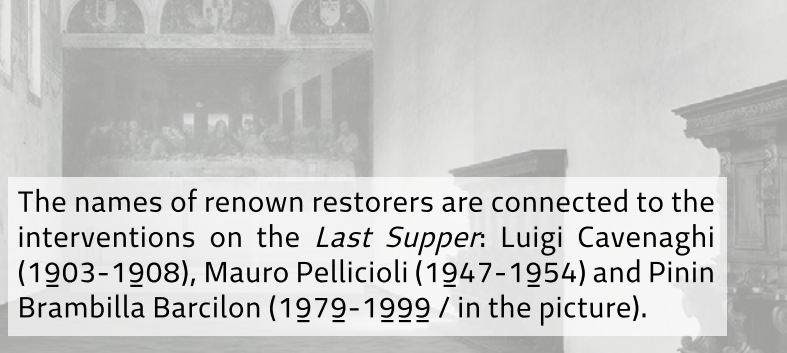 The names of renown restorers are connected to the
interventions on the Last Supper: Luigi Cavenaghi
(1903-1908), Mauro Pellicioli (1947-1954) and Pinin
Brambilla Barcilon (1979-1999 / in the picture).